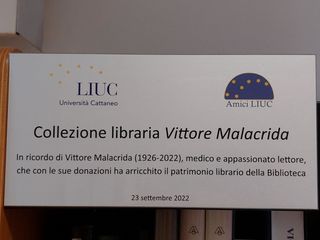 LIUC
Università Cattaneo
Amici LIUC
Collezione libraria Vittore Malacrida
In ricordo di Vittore Malacrida (1926-2022), medico e appassionato lettore,
che con le sue donazioni ha arricchito il patrimonio librario della Biblioteca
23 settembre 2022